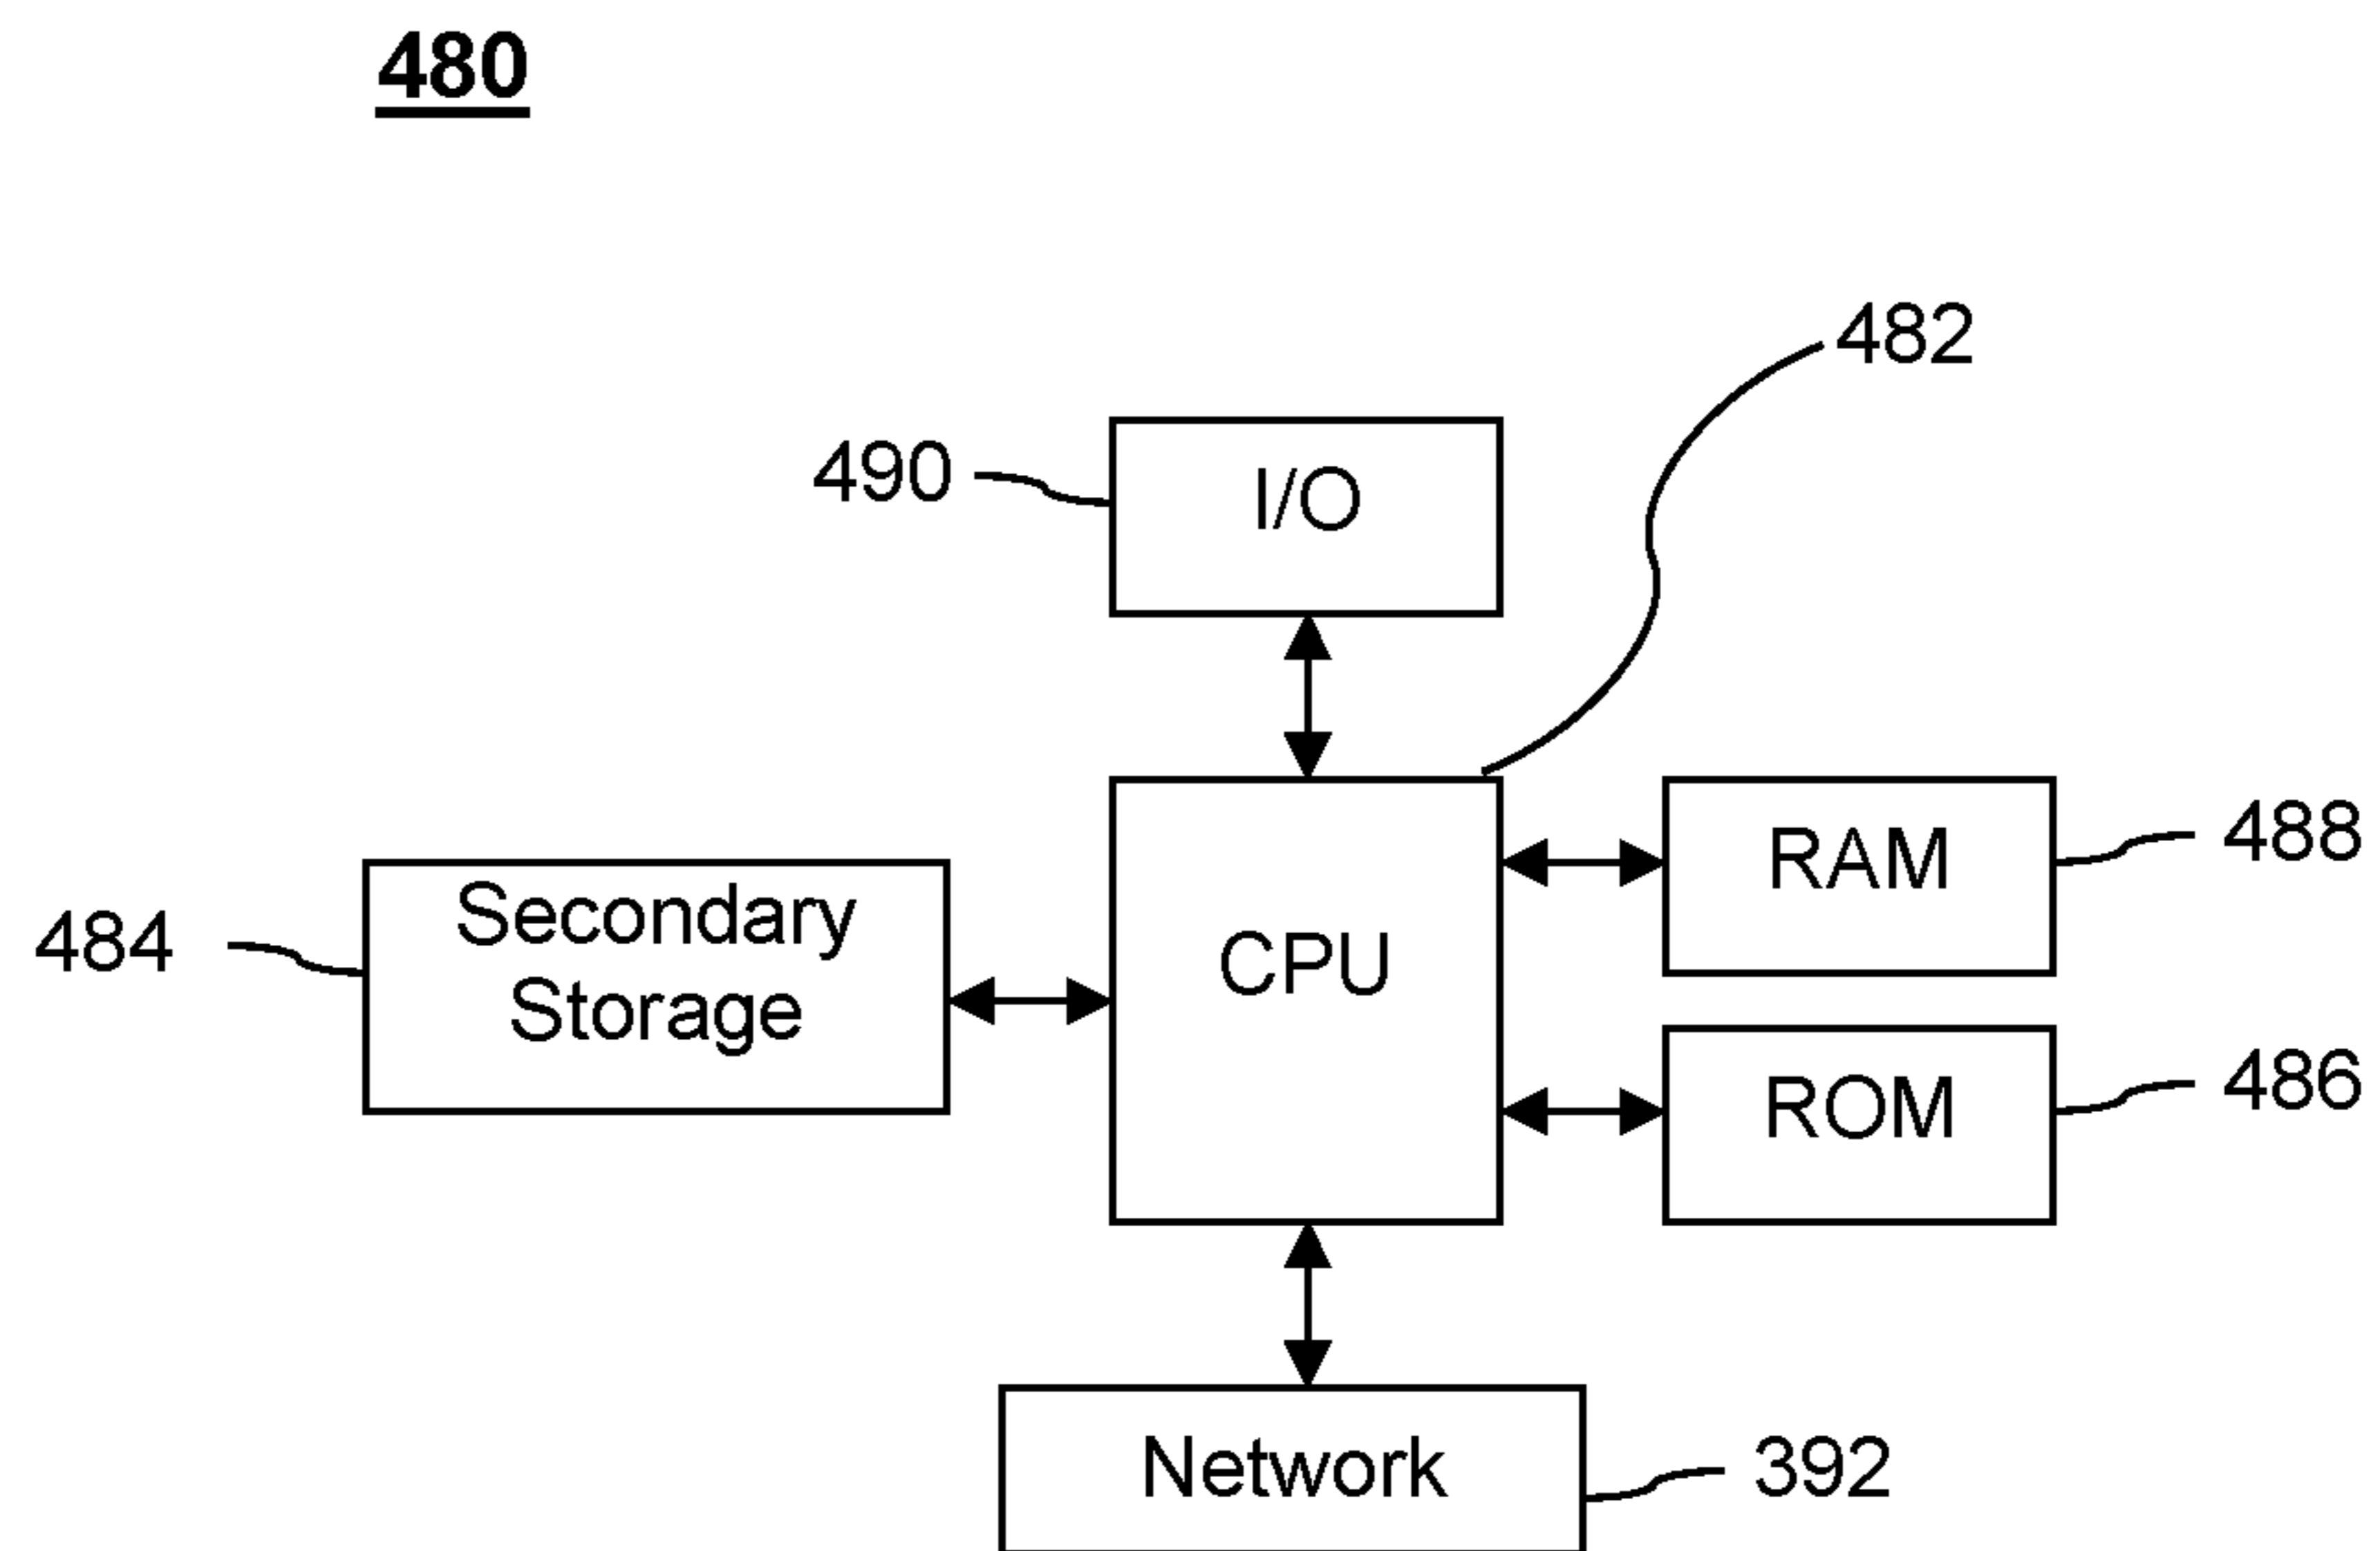 480
482
490
I/O
RAM
488
Secondary
Storage
484
CPU
ROM
486
Network
392